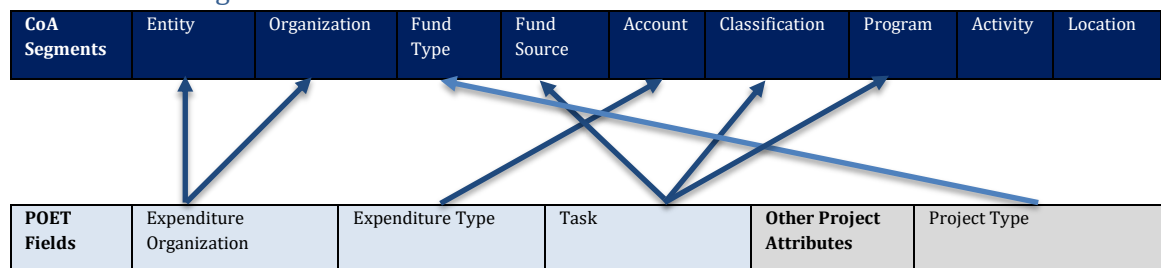 CoA Segments
Entity
Organization
Fund Type
Fund Source
Account
Classification
Program
Activity
Location
POET Fields
Expenditure Organization
Expenditure Type
Task
Other Project Attributes
Project Type